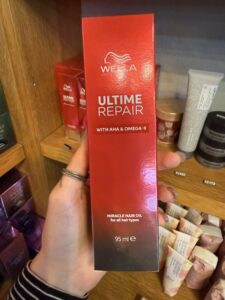 WELLA
ULTIME
REPAIR
WITH AHA & OMEGA-9
MIRACLE HAIR OIL
for all hair types
95 ml e